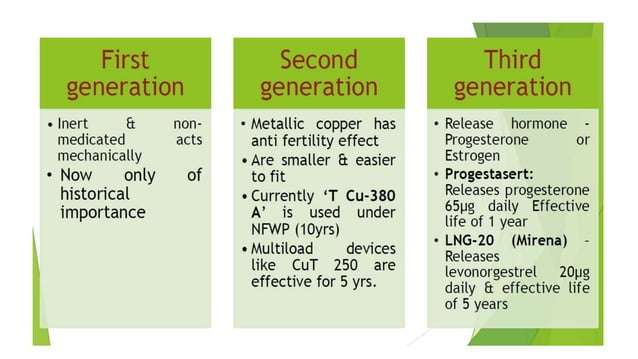 First
generation
• Inert & non-
medicated acts
mechanically
• Now only of
historical
importance
Second
generation
• Metallic copper has
anti fertility effect
• Are smaller & easier
to fit
• Currently ‘T Cu-380
A’ is used under
NFWP (10yrs)
• Multiload devices
like CuT 250 are
effective for 5 yrs.
Third
generation
• Release hormone -
Progesterone or
Estrogen
• Progestasert:
Releases progesterone
65µg daily Effective
life of 1 year
• LNG-20 (Mirena) -
Releases
levonorgestrel 20µg
daily & effective life
of 5 years